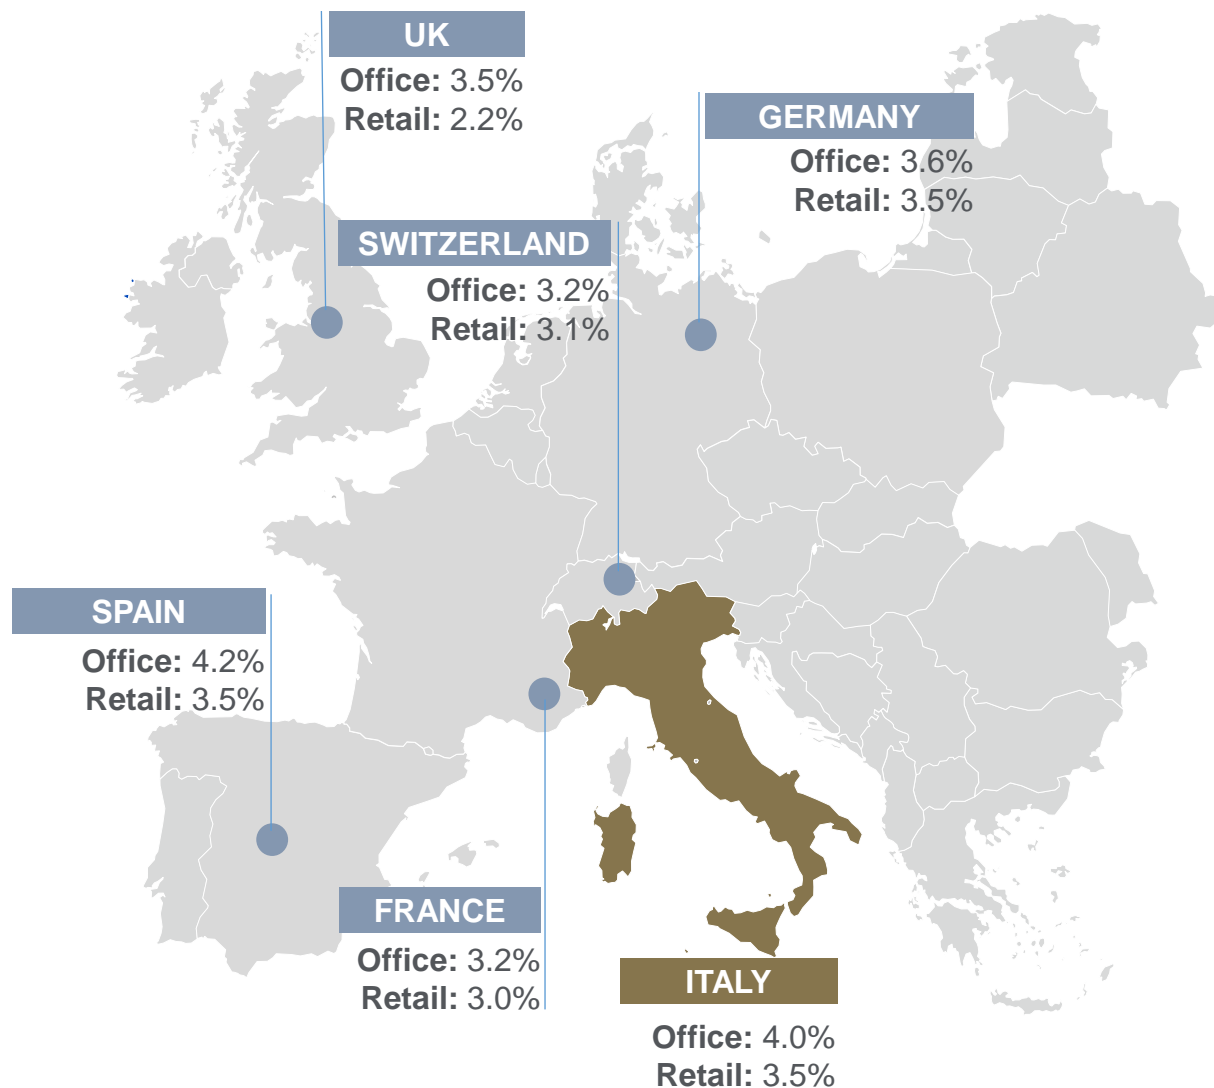 UK
Office: 3.5%
Retail: 2.2%
GERMANY
Office: 3.6%
Retail: 3.5%
SWITZERLAND
Office: 3.2%
Retail: 3.1%
SPAIN
Office: 4.2%
Retail: 3.5%
FRANCE
Office: 3.2%
Retail: 3.0%
ITALY
Office: 4.0%
Retail: 3.5%